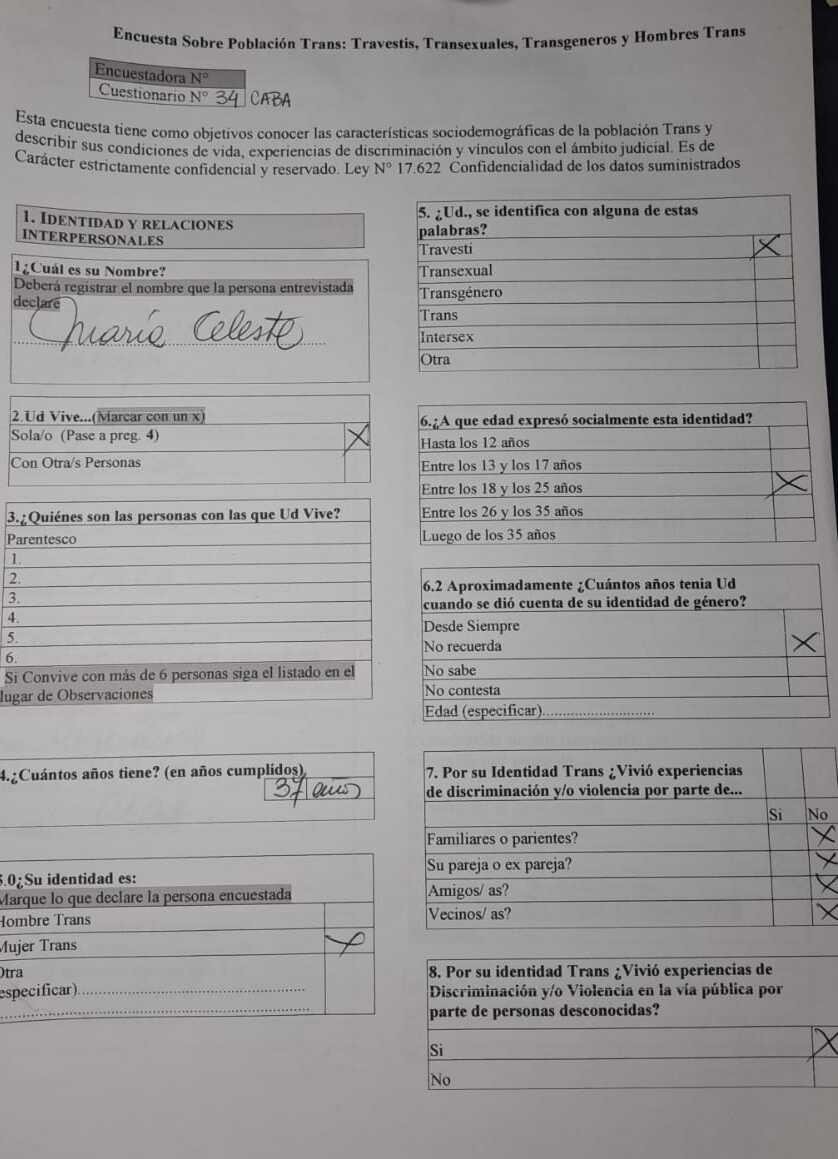 Encuesta Sobre Población Trans: Travestis, Transexuales, Transgeneros y Hombres Trans
Encuestadora Nº
Cuestionario Nº 34 CABA
Esta encuesta tiene como objetivos conocer las características sociodemográficas de la población Trans y
describir sus condiciones de vida, experiencias de discriminación y vínculos con el ámbito judicial. Es de
Carácter estrictamente confidencial y reservado. Ley Nº 17.622 Confidencialidad de los datos suministrados
1. IDENTIDAD Y RELACIONES
INTERPERSONALES
1¿Cuál es su Nombre?
Deberá registrar el nombre que la persona entrevistada
declare
María Celeste
2.Ud Vive...(Marcar con un x)
Sola/o (Pase a preg. 4) X
Con Otra/s Personas
3.¿Quiénes son las personas con las que Ud Vive?
Parentesco
1.
2.
3.
4.
5.
6.
Si Convive con más de 6 personas siga el listado en el
lugar de Observaciones
4.¿Cuántos años tiene? (en años cumplidos)
37 años
5.0¿Su identidad es:
Marque lo que declare la persona encuestada
Hombre Trans
Mujer Trans X
Otra
especificar)
5. ¿Ud., se identifica con alguna de estas
palabras?
Travesti X
Transexual
Transgénero
Trans
Intersex
Otra
6.¿A que edad expresó socialmente esta identidad?
Hasta los 12 años
Entre los 13 y los 17 años
Entre los 18 y los 25 años X
Entre los 26 y los 35 años
Luego de los 35 años
6.2 Aproximadamente ¿Cuántos años tenia Ud
cuando se dió cuenta de su identidad de género?
Desde Siempre
No recuerda X
No sabe
No contesta
Edad (especificar)
7. Por su Identidad Trans ¿Vivió experiencias
de discriminación y/o violencia por parte de...
Si No
Familiares o parientes? X
Su pareja o ex pareja? X
Amigos/ as? X
Vecinos/ as? X
8. Por su identidad Trans ¿Vivió experiencias de
Discriminación y/o Violencia en la vía pública por
parte de personas desconocidas?
Si X
No